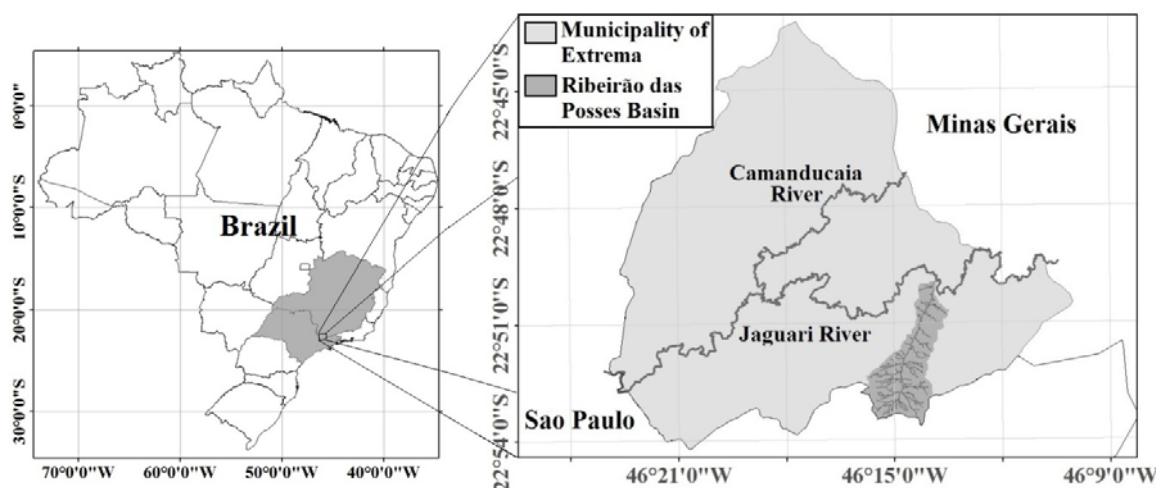 0°0'0"
10°0'0"S
20°0'0"S
30°0'0"S
Brazil
70°0'0"W
60°0'0"W
50°0'0"W
40°0'0"W
Municipality of
Extrema
Ribeirão das
Posses Basin
22°45'0"S
22°48'0"S
22°51'0"S
22°54'0"S
Minas Gerais
Camanducaia
River
Jaguari River
Sao Paulo
46°21'0"W
46°15'0"W
46°9'0"W